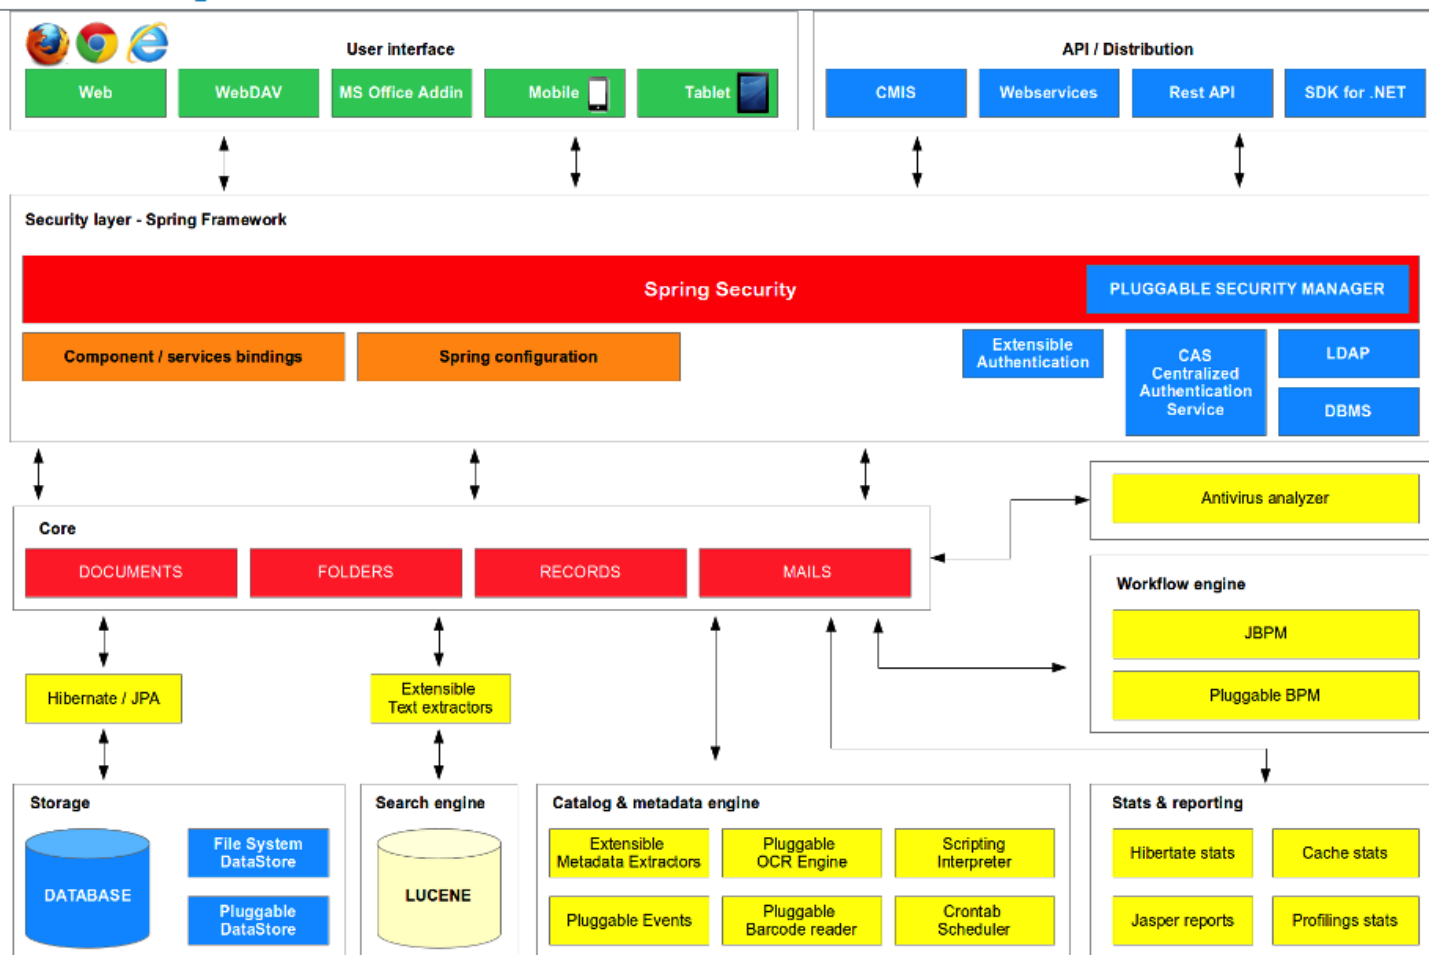 User interface
API / Distribution
Web
WebDAV
MS Office Addin
Mobile
Tablet
CMIS
Webservices
Rest API
SDK for .NET
Security layer - Spring Framework
Spring Security
PLUGGABLE SECURITY MANAGER
Component / services bindings
Spring configuration
Extensible
Authentication
CAS
Centralized
Authentication
Service
LDAP
DBMS
Core
DOCUMENTS
FOLDERS
RECORDS
MAILS
Antivirus analyzer
Workflow engine
JBPM
Pluggable BPM
Hibernate / JPA
Extensible
Text extractors
Storage
DATABASE
File System
DataStore
Pluggable
DataStore
Search engine
LUCENE
Catalog & metadata engine
Extensible
Metadata Extractors
Pluggable
OCR Engine
Scripting
Interpreter
Pluggable Events
Pluggable
Barcode reader
Crontab
Scheduler
Stats & reporting
Hibertate stats
Cache stats
Jasper reports
Profilings stats